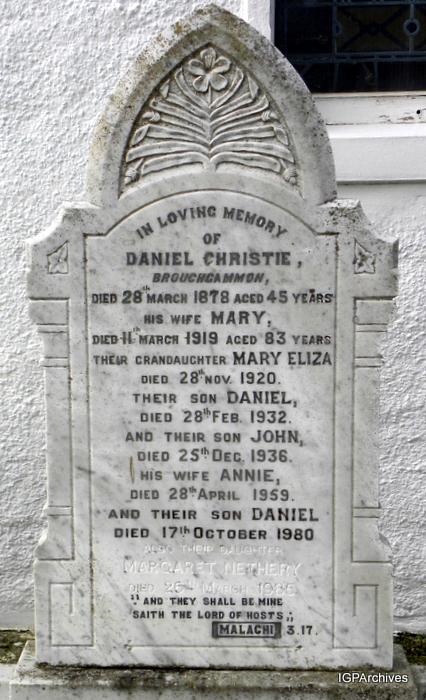 IN LOVING MEMORY
OF
DANIEL CHRISTIE,
BROUGHGAMMON,
DIED 28th MARCH 1878 AGED 45 YEARS
HIS WIFE MARY,
DIED 11th MARCH 1919 AGED 83 YEARS
THEIR GRANDAUGHTER MARY ELIZA
DIED 28th NOV. 1920.
THEIR SON DANIEL,
DIED 28th FEB. 1932.
AND THEIR SON JOHN,
DIED 25th DEC. 1936.
HIS WIFE ANNIE,
DIED 28th APRIL 1959.
AND THEIR SON DANIEL
DIED 17th OCTOBER 1980
ALSO THEIR DAUGHTER
MARGARET NETHERY
DIED 25th MARCH
"AND THEY SHALL BE MINE
SAITH THE LORD OF HOSTS,"
MALACHI 3.17.
IGPArchives